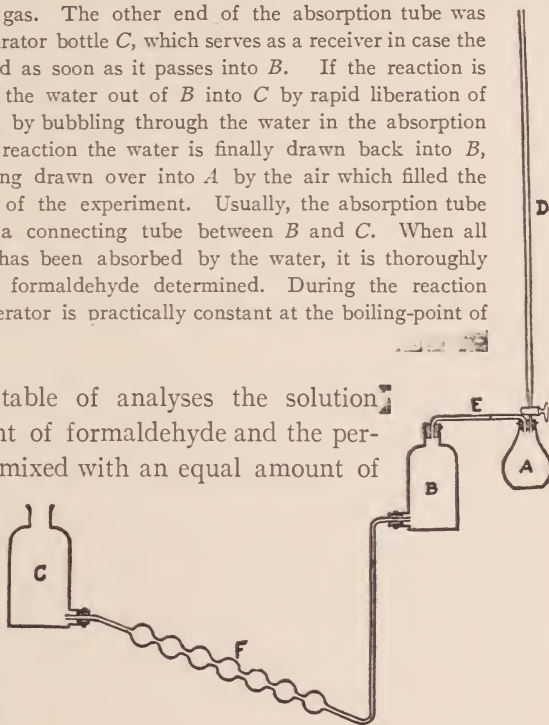 gas. The other end of the absorption tube was
rator bottle C, which serves as a receiver in case the
d as soon as it passes into B. If the reaction is
the water out of B into C by rapid liberation of
by bubbling through the water in the absorption
reaction the water is finally drawn back into B,
ng drawn over into A by the air which filled the
of the experiment. Usually, the absorption tube
a connecting tube between B and C. When all
has been absorbed by the water, it is thoroughly
formaldehyde determined. During the reaction
erator is practically constant at the boiling-point of
table of analyses the solution
nt of formaldehyde and the per-
mixed with an equal amount of
D
E
A
B
C
F